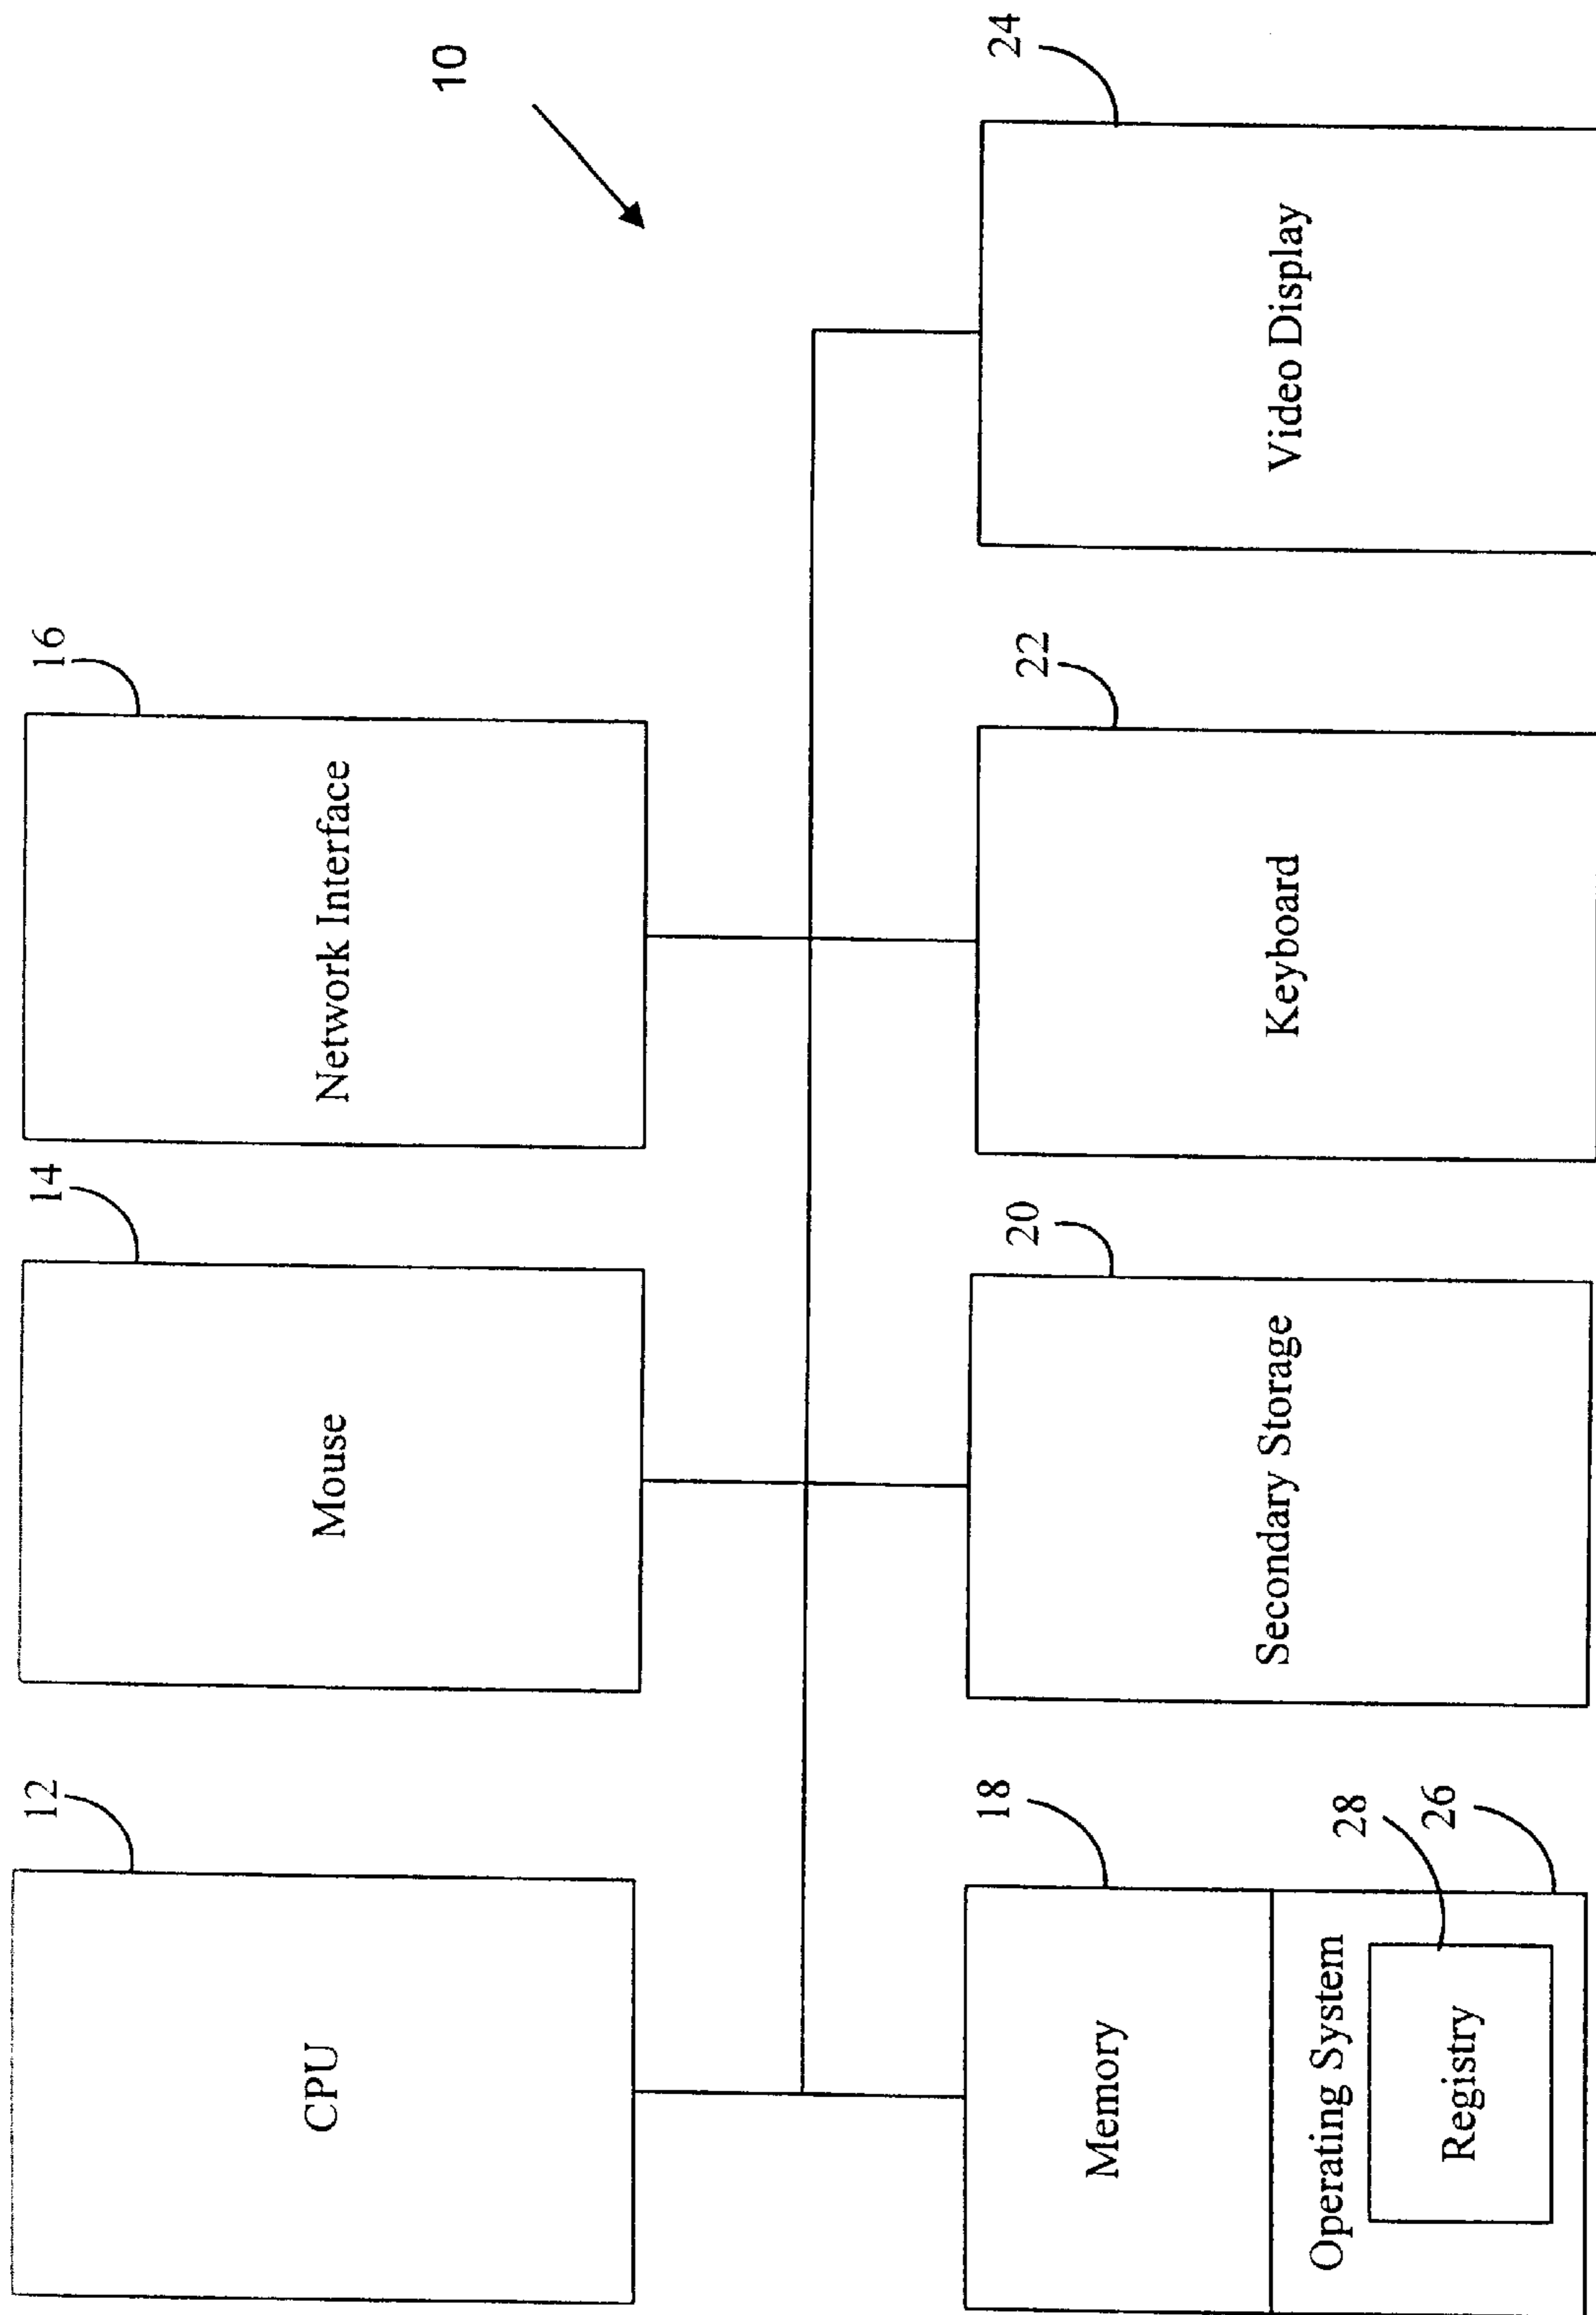 10
12
CPU
14
Mouse
16
Network Interface
18
Memory
Operating System
28
Registry
26
20
Secondary Storage
22
Keyboard
24
Video Display